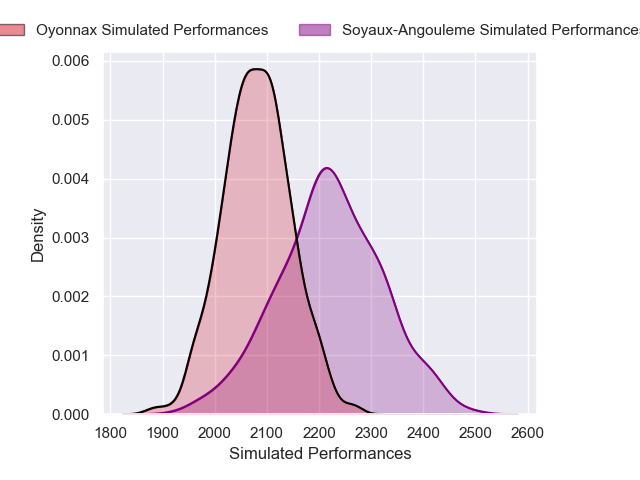 Oyonnax Simulated Performances
Soyaux-Angouleme Simulated Performances
0.006
0.005
0.004
0.003
0.002
0.001
0.000
Density
1800 1900 2000 2100 2200 2300 2400 2500 2600
Simulated Performances